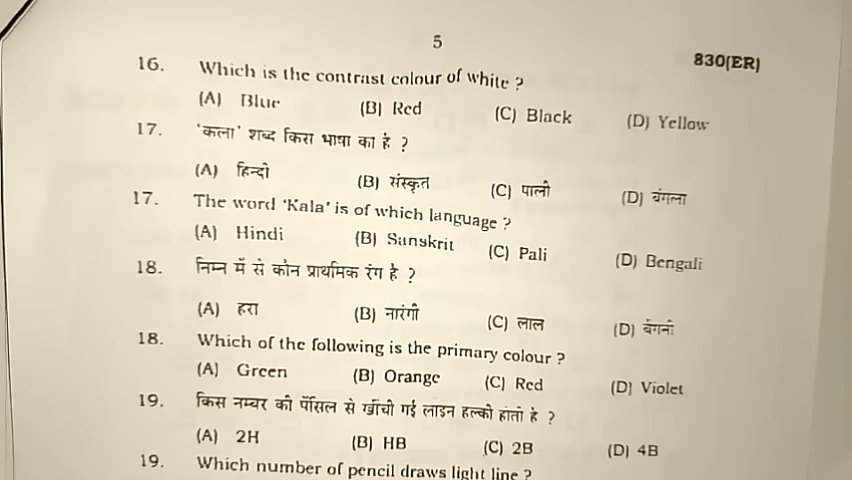 5
830(ER)
16. Which is the contrast colour of white ?
(A) Blue (B) Red (C) Black (D) Yellow
17. 'कला' शब्द किस भाषा का है ?
(A) हिन्दी (B) संस्कृत (C) पाली (D) बंगला
17. The word 'Kala' is of which language ?
(A) Hindi (B) Sanskrit (C) Pali (D) Bengali
18. निम्न में से कौन प्राथमिक रंग है ?
(A) हरा (B) नारंगी (C) लाल (D) बैंगनी
18. Which of the following is the primary colour ?
(A) Green (B) Orange (C) Red (D) Violet
19. किस नम्बर की पेंसिल से खींची गई लाइन हल्की होती है ?
(A) 2H (B) HB (C) 2B (D) 4B
19. Which number of pencil draws light line ?